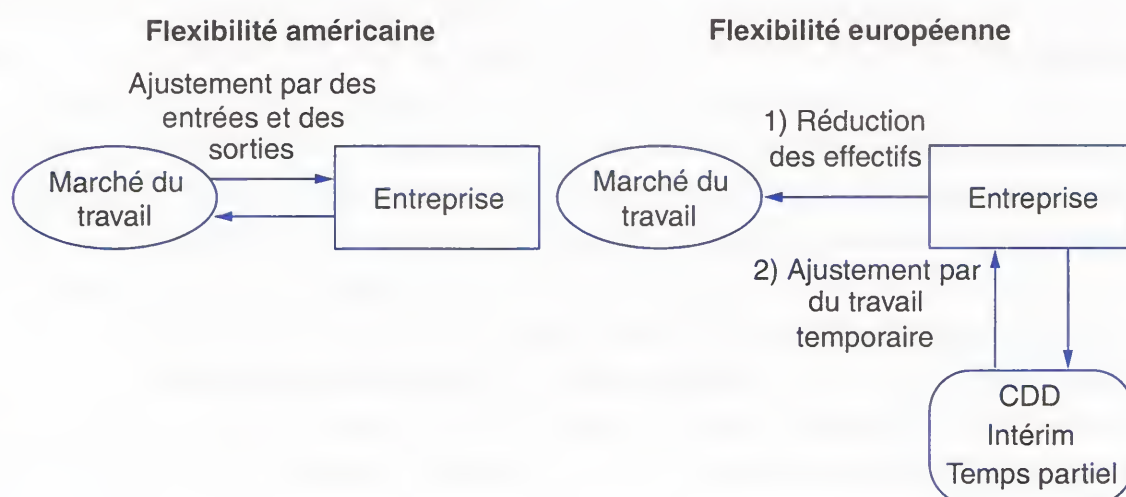 Flexibilité américaine
Ajustement par des
entrées et des
sorties
Marché du
travail
Entreprise
Flexibilité européenne
1) Réduction
des effectifs
Marché du
travail
Entreprise
2) Ajustement par
du travail
temporaire
CDD
Intérim
Temps partiel